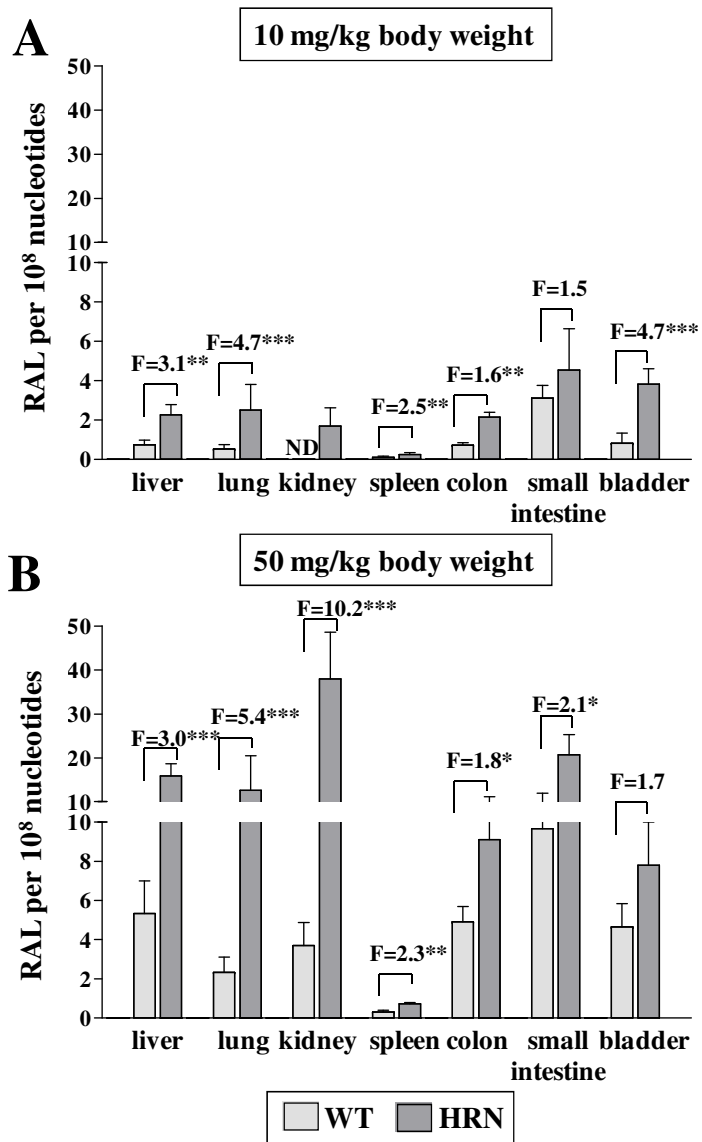 A
10 mg/kg body weight
RAL per 10⁸ nucleotides
50
40
30
20
10
8
6
4
2
0
F=3.1**
F=4.7***
ND
F=2.5**
F=1.6**
F=1.5
F=4.7***
liver lung kidney spleen colon small bladder
intestine
B
50 mg/kg body weight
RAL per 10⁸ nucleotides
50
40
30
20
10
10
8
6
4
2
0
F=3.0***
F=5.4***
F=10.2***
F=2.3**
F=1.8*
F=2.1*
F=1.7
liver lung kidney spleen colon small bladder
intestine
WT HRN